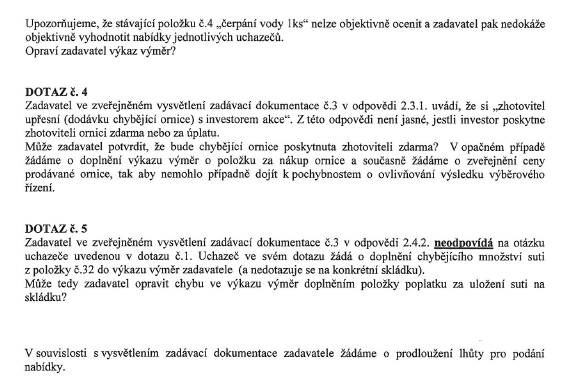 Upozorňujeme, že stávající položku č.4 „čerpání vody 1ks“ nelze objektivně ocenit a zadavatel pak nedokáže
objektivně vyhodnotit nabídky jednotlivých uchazečů.
Opraví zadavatel výkaz výměr?
DOTAZ č. 4
Zadavatel ve zveřejněném vysvětlení zadávací dokumentace č.3 v odpovědi 2.3.1. uvádí, že si „zhotovitel
upřesní (dodávku chybějící ornice) s investorem akce“. Z této odpovědi není jasné, jestli investor poskytne
zhotoviteli ornici zdarma nebo za úplatu.
Může zadavatel potvrdit, že bude chybějící ornice poskytnuta zhotoviteli zdarma? V opačném případě
žádáme o doplnění výkazu výměr o položku za nákup ornice a současně žádáme o zveřejnění ceny
prodávané ornice, tak aby nemohlo případně dojít k pochybnostem o ovlivňování výsledku výběrového
řízení.
DOTAZ č. 5
Zadavatel ve zveřejněném vysvětlení zadávací dokumentace č.3 v odpovědi 2.4.2. neodpovídá na otázku
uchazeče uvedenou v dotazu č.1. Uchazeč ve svém dotazu žádá o doplnění chybějícího množství suti
z položky č.32 do výkazu výměr zadavatele (a nedotazuje se na konkrétní skládku).
Může tedy zadavatel opravit chybu ve výkazu výměr doplněním položky poplatku za uložení suti na
skládku?
V souvislosti s vysvětlením zadávací dokumentace zadavatele žádáme o prodloužení lhůty pro podání
nabídky.